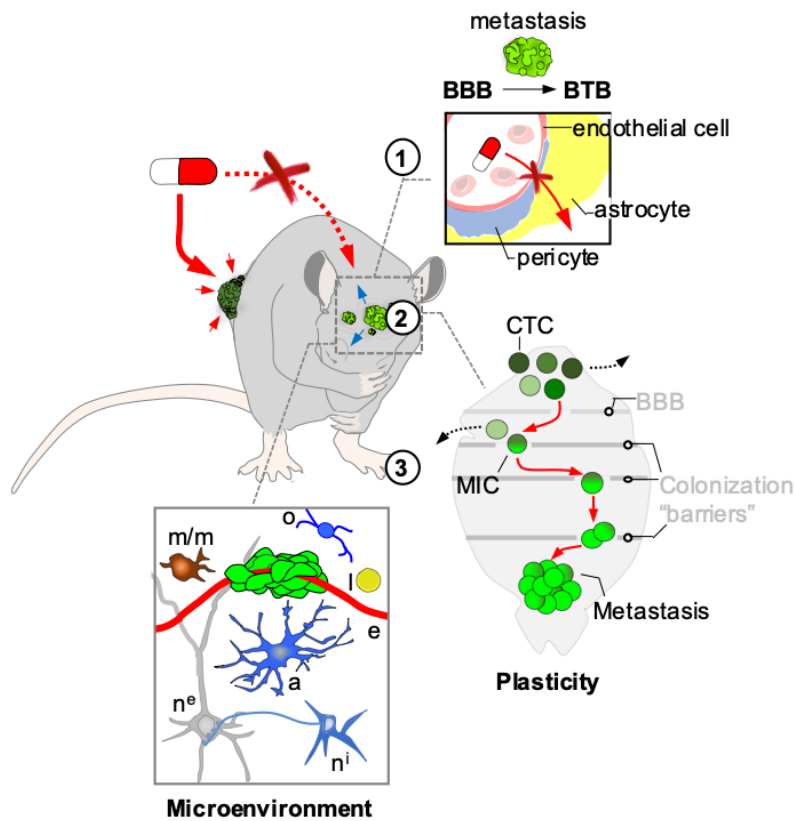 metastasis
BBB → BTB
endothelial cell
astrocyte
pericyte
1
2
3
CTC
BBB
MIC
Colonization
“barriers”
Metastasis
Plasticity
m/m
o
l
e
a
nᵉ
nⁱ
Microenvironment